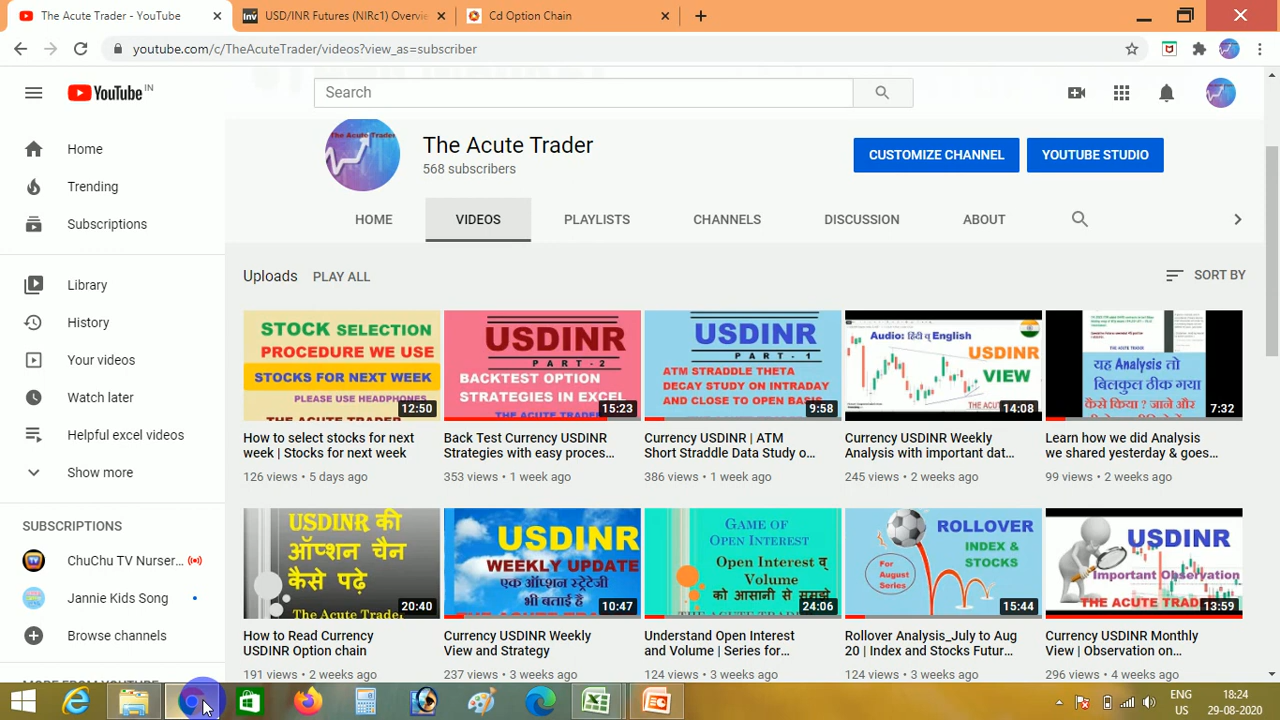 The Acute Trader - YouTube
USD/INR Futures (NIRc1) Overvie
Cd Option Chain
youtube.com/c/TheAcuteTrader/videos?view_as=subscriber
YouTube IN
Search
Home
Trending
Subscriptions
Library
History
Your videos
Watch later
Helpful excel videos
Show more
SUBSCRIPTIONS
ChuChu TV Nurser...
Jannie Kids Song
Browse channels
The Acute Trader
The Acute Trader
568 subscribers
CUSTOMIZE CHANNEL
YOUTUBE STUDIO
HOME
VIDEOS
PLAYLISTS
CHANNELS
DISCUSSION
ABOUT
Uploads
PLAY ALL
SORT BY
STOCK SELECTION
PROCEDURE WE USE
STOCKS FOR NEXT WEEK
PLEASE USE HEADPHONES
12:50
How to select stocks for next
week | Stocks for next week
126 views • 5 days ago
USDINR
PART-2
BACKTEST OPTION
STRATEGIES IN EXCEL
15:23
Back Test Currency USDINR
Strategies with easy proces...
353 views • 1 week ago
USDINR
PART-1
ATM STRADDLE THETA
DECAY STUDY ON INTRADAY
AND CLOSE TO OPEN BASIS
9:58
Currency USDINR | ATM
Short Straddle Data Study o...
386 views • 1 week ago
Audio: हिंदी व English
USDINR
VIEW
14:08
Currency USDINR Weekly
Analysis with important dat...
245 views • 2 weeks ago
यह Analysis तो
बिलकुल ठीक गया
कैसे किया ? जाने और
7:32
Learn how we did Analysis
we shared yesterday & goes...
99 views • 2 weeks ago
USDINR की
ऑप्शन चैन
कैसे पढ़े
The Acute Trader
20:40
How to Read Currency
USDINR Option chain
191 views • 2 weeks ago
USDINR
WEEKLY UPDATE
एक ऑप्शन स्ट्रेटेजी
भी बताई है
10:47
Currency USDINR Weekly
View and Strategy
237 views • 3 weeks ago
GAME OF
OPEN INTEREST
Open Interest व
Volume
को आसानी से समझे
24:06
Understand Open Interest
and Volume | Series for...
124 views • 3 weeks ago
ROLLOVER
INDEX &
STOCKS
For
August
Series
15:44
Rollover Analysis_July to Aug
20 | Index and Stocks Futur...
124 views • 3 weeks ago
USDINR
Important Observation
13:59
Currency USDINR Monthly
View | Observation on...
296 views • 4 weeks ago
ENG
US
18:24
29-08-2020